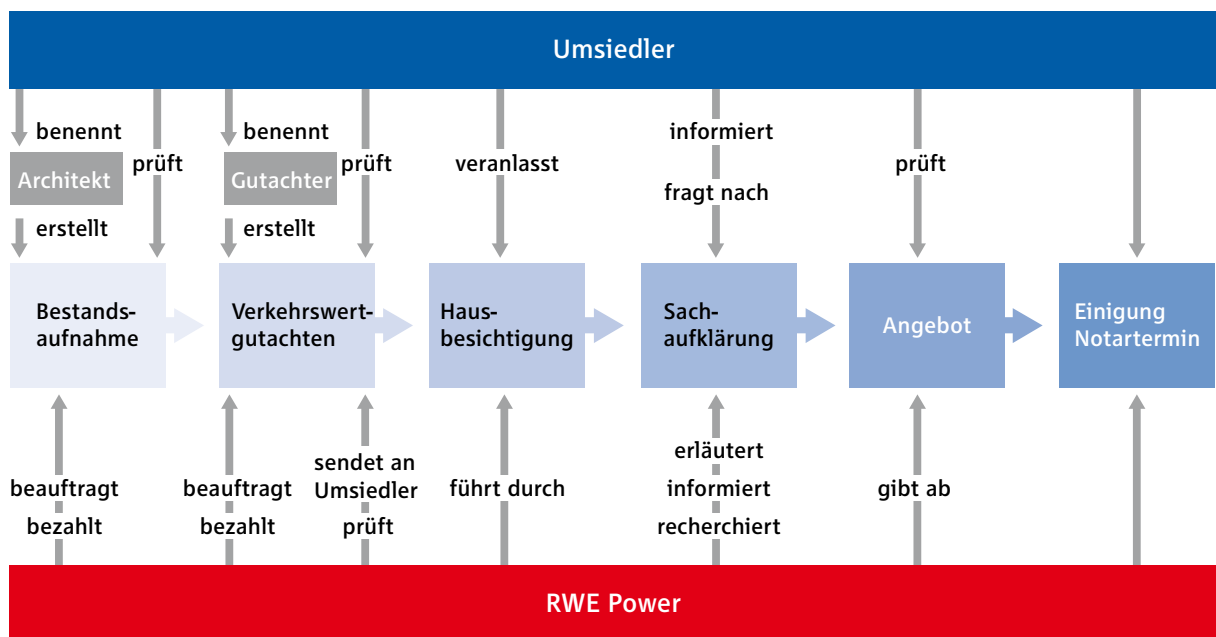 Umsiedler
benennt
benennt
informiert
Architekt
prüft
Gutachter
prüft
veranlasst
prüft
fragt nach
erstellt
erstellt
Bestands-
aufnahme
Verkehrswert-
gutachten
Haus-
besichtigung
Sach-
aufklärung
Angebot
Einigung
Notartermin
beauftragt
bezahlt
beauftragt
bezahlt
sendet an
Umsiedler
prüft
führt durch
erläutert
informiert
recherchiert
gibt ab
RWE Power